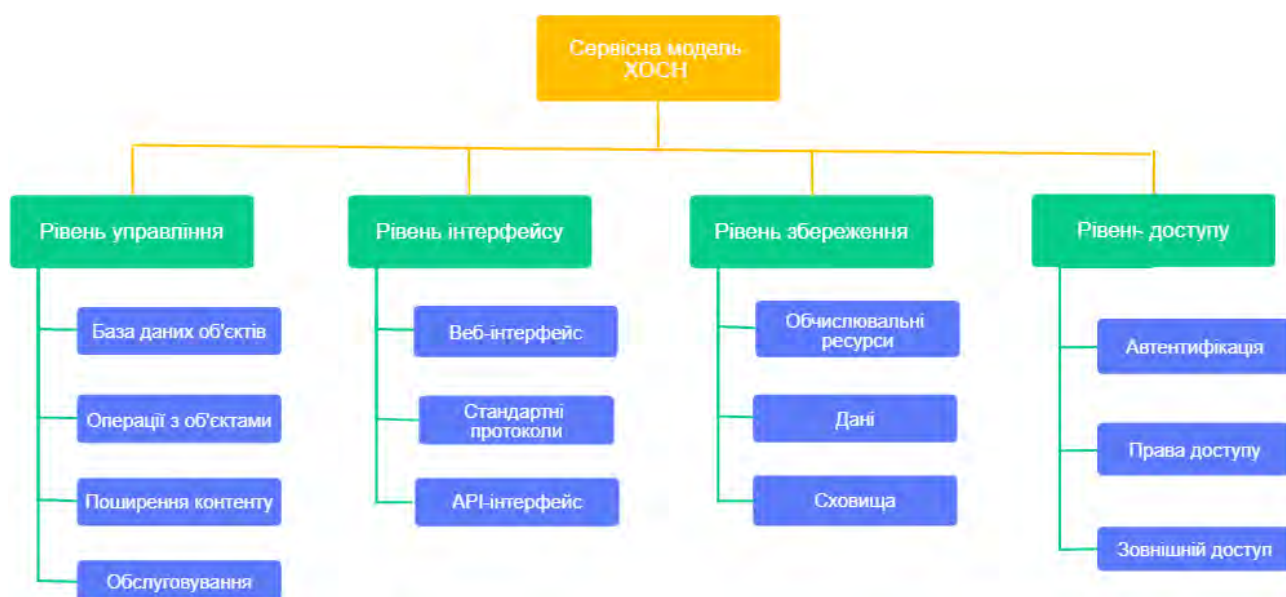 Сервісна модель
ХОСН
Рівень управління
База даних об'єктів
Операції з об'єктами
Поширення контенту
Обслуговування
Рівень інтерфейсу
Веб-інтерфейс
Стандартні
протоколи
АРІ-інтерфейс
Рівень збереження
Обчислювальні
ресурси
Дані
Сховища
Рівень доступу
Автентифікація
Права доступу
Зовнішній доступ